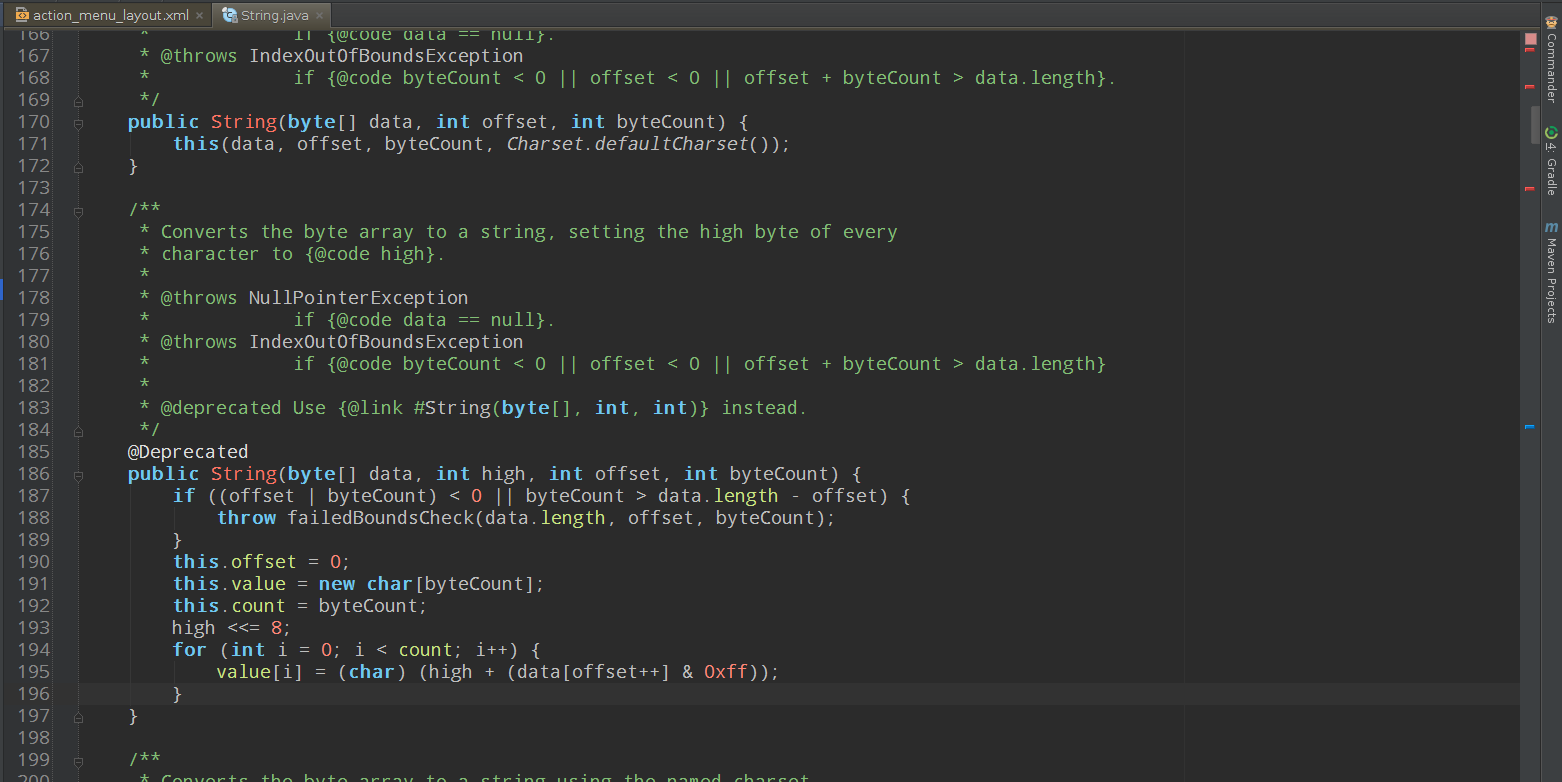 action_menu_layout.xml
String.java
166 * if {@code data == null}.
167 * @throws IndexOutOfBoundsException
168 * if {@code byteCount < 0 || offset < 0 || offset + byteCount > data.length}.
169 */
170 public String(byte[] data, int offset, int byteCount) {
171 this(data, offset, byteCount, Charset.defaultCharset());
172 }
173
174 /**
175 * Converts the byte array to a string, setting the high byte of every
176 * character to {@code high}.
177 *
178 * @throws NullPointerException
179 * if {@code data == null}.
180 * @throws IndexOutOfBoundsException
181 * if {@code byteCount < 0 || offset < 0 || offset + byteCount > data.length}
182 *
183 * @deprecated Use {@link #String(byte[], int, int)} instead.
184 */
185 @Deprecated
186 public String(byte[] data, int high, int offset, int byteCount) {
187 if ((offset | byteCount) < 0 || byteCount > data.length - offset) {
188 throw failedBoundsCheck(data.length, offset, byteCount);
189 }
190 this.offset = 0;
191 this.value = new char[byteCount];
192 this.count = byteCount;
193 high <<= 8;
194 for (int i = 0; i < count; i++) {
195 value[i] = (char) (high + (data[offset++] & 0xff));
196 }
197 }
198
199 /**
200 * Converts the byte array to a string using the named charset.
Commander
4: Gradle
m Maven Projects